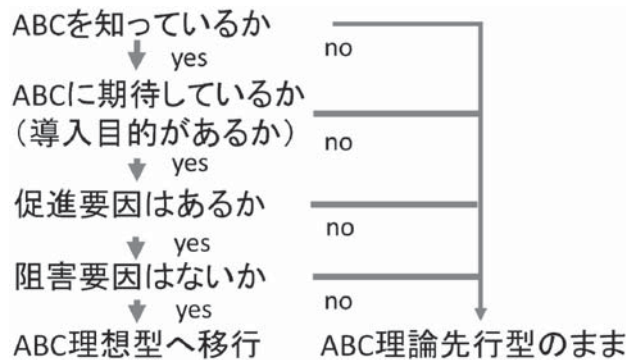 ABCを知っているか
yes
no
ABCに期待しているか
(導入目的があるか)
yes
no
促進要因はあるか
yes
no
阻害要因はないか
yes
no
ABC理想型へ移行
ABC理論先行型のまま